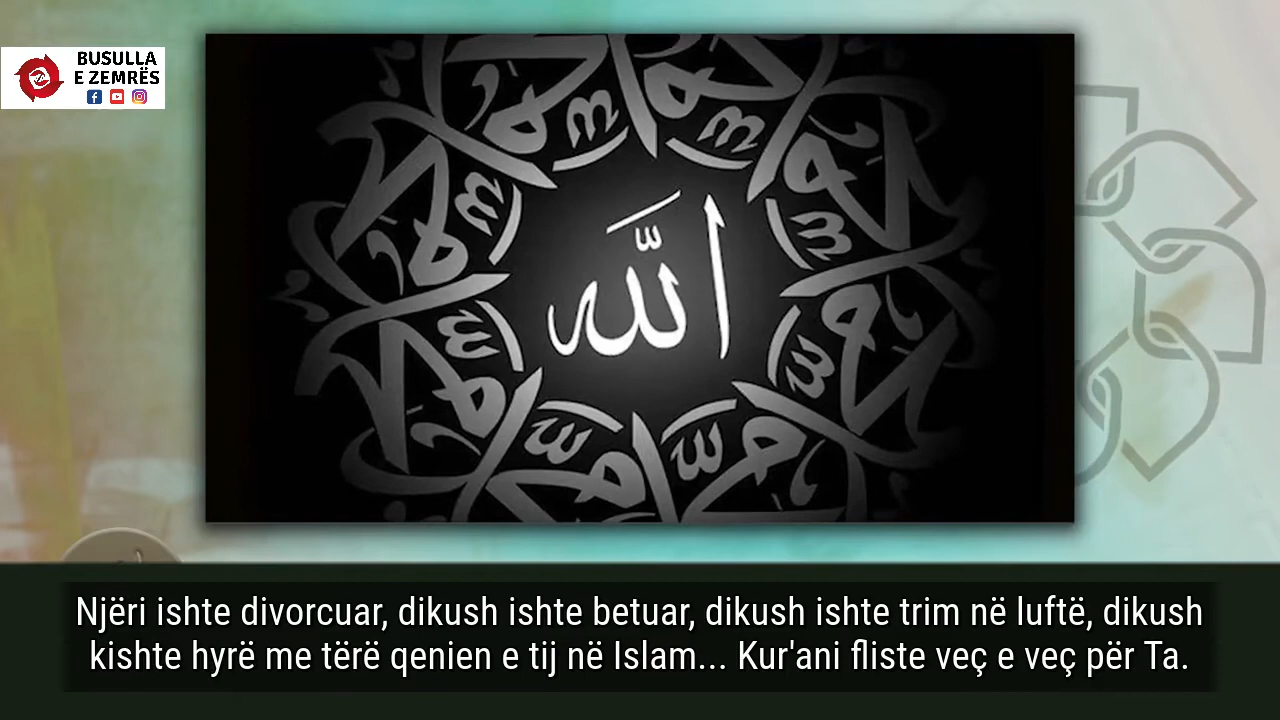 BUSULLA
E ZEMRËS
الله
Njëri ishte divorcuar, dikush ishte betuar, dikush ishte trim në luftë, dikush
kishte hyrë me tërë qenien e tij në Islam... Kur'ani fliste veç e veç për Ta.